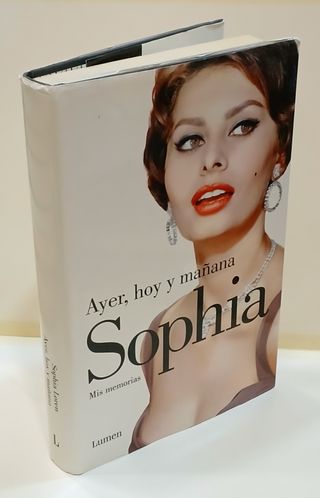 Ayer, hoy y mañana
Sophia
Mis memorias
Lumen
Sophia Loren
Ayer, hoy y mañana
L